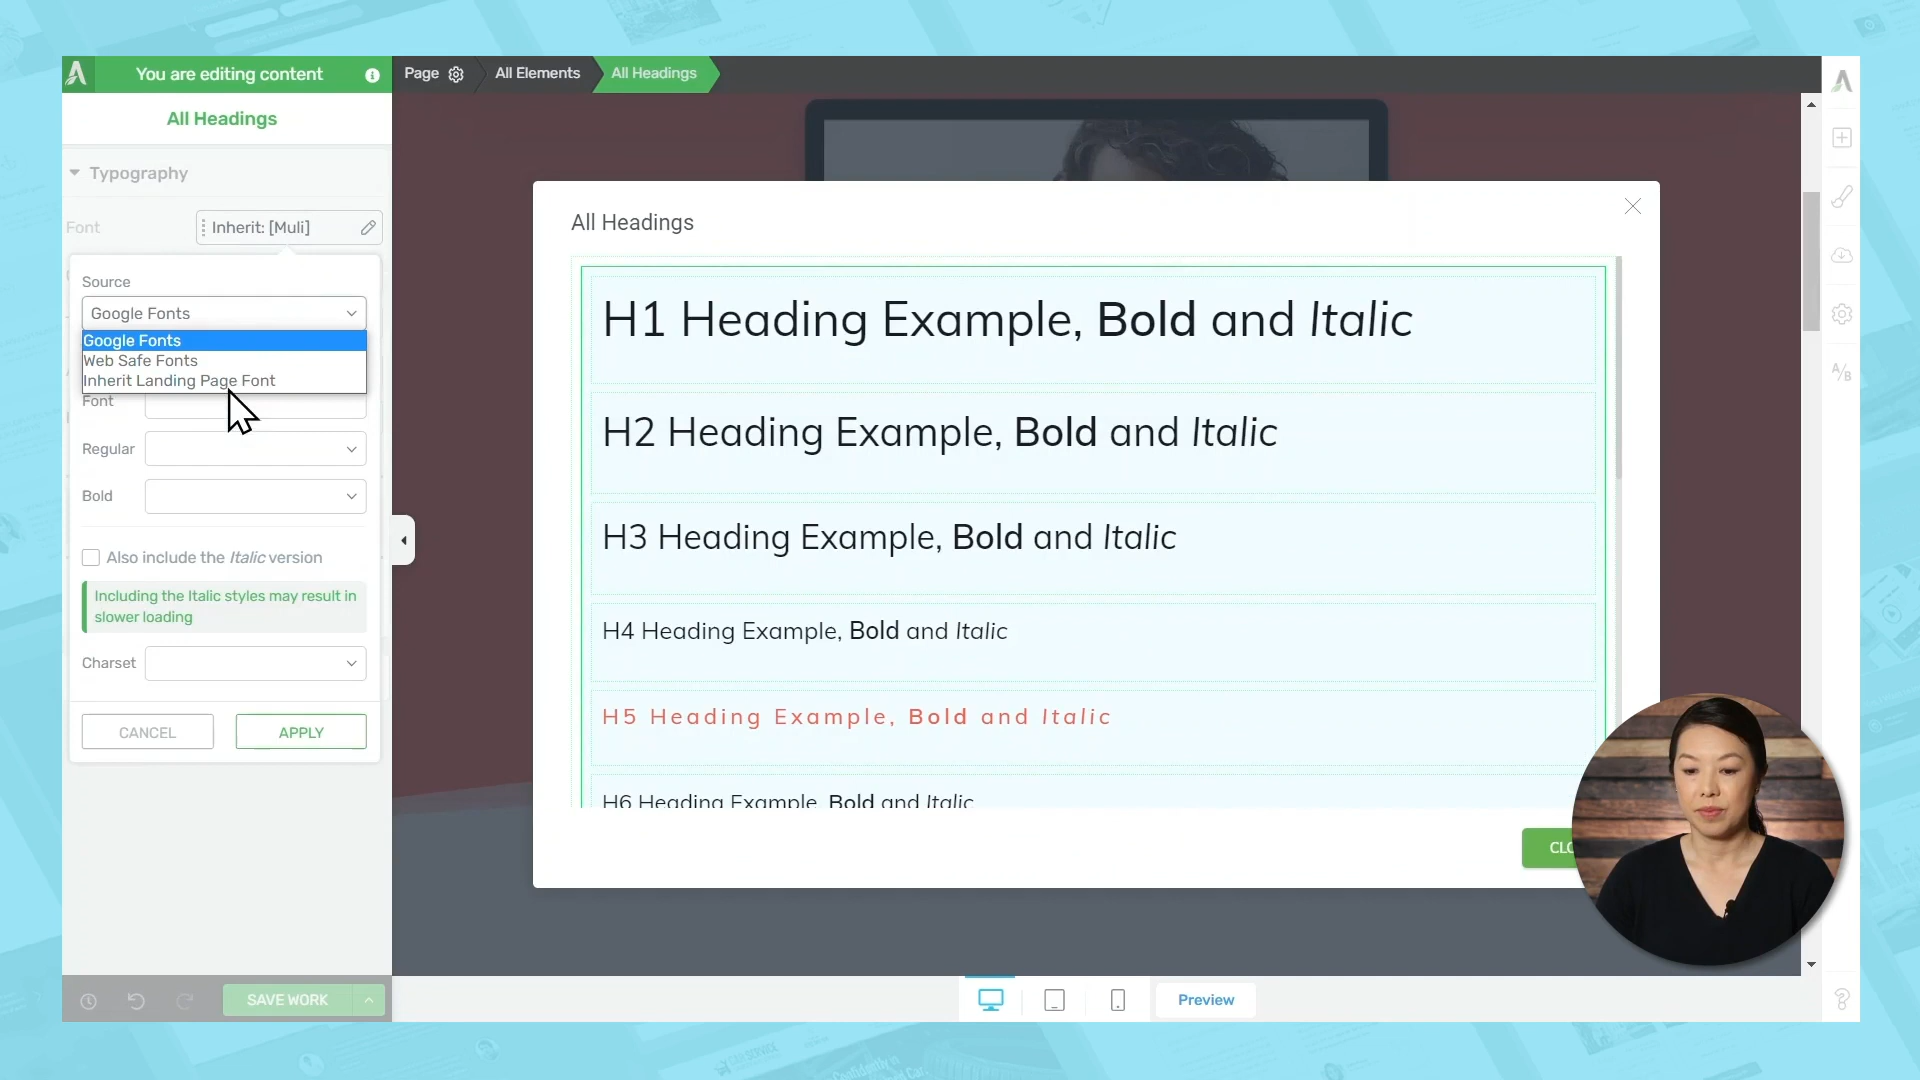 You are editing content
Page
All Elements
All Headings
All Headings
Typography
Font
Inherit: [Muli]
Source
Google Fonts
Google Fonts
Web Safe Fonts
Inherit Landing Page Font
Font
Regular
Bold
Also include the Italic version
Including the Italic styles may result in
slower loading
Charset
CANCEL
APPLY
SAVE WORK
All Headings
H1 Heading Example, Bold and Italic
H2 Heading Example, Bold and Italic
H3 Heading Example, Bold and Italic
H4 Heading Example, Bold and Italic
H5 Heading Example, Bold and Italic
H6 Heading Example, Bold and Italic
A/B
Preview